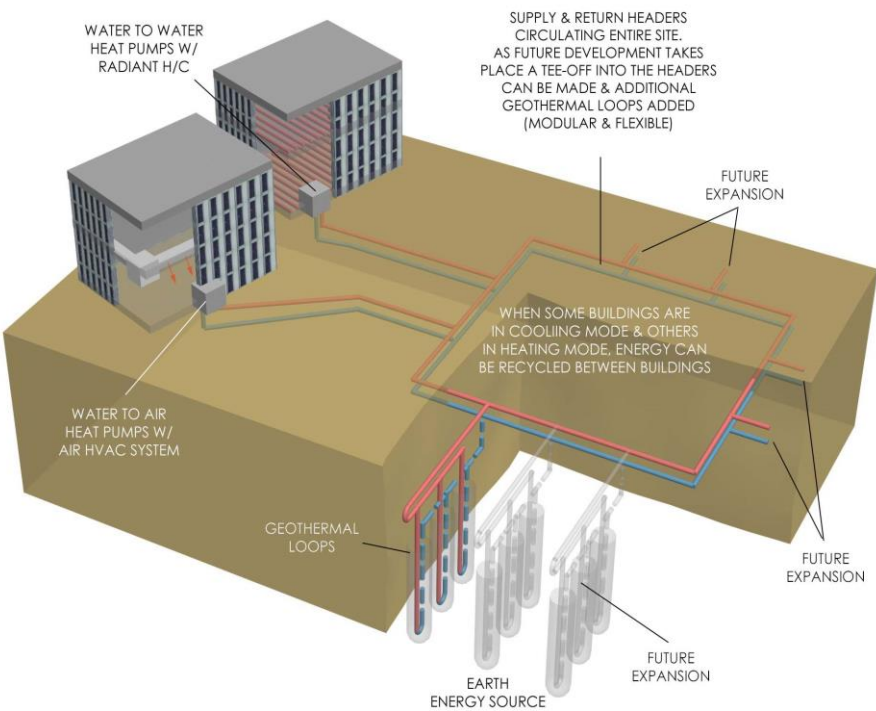 WATER TO WATER
HEAT PUMPS W/
RADIANT H/C
SUPPLY & RETURN HEADERS
CIRCULATING ENTIRE SITE.
AS FUTURE DEVELOPMENT TAKES
PLACE A TEE-OFF INTO THE HEADERS
CAN BE MADE & ADDITIONAL
GEOTHERMAL LOOPS ADDED
(MODULAR & FLEXIBLE)
FUTURE
EXPANSION
WHEN SOME BUILDINGS ARE
IN COOLIING MODE & OTHERS
IN HEATING MODE, ENERGY CAN
BE RECYCLED BETWEEN BUILDINGS
WATER TO AIR
HEAT PUMPS W/
AIR HVAC SYSTEM
GEOTHERMAL
LOOPS
FUTURE
EXPANSION
FUTURE
EXPANSION
EARTH
ENERGY SOURCE